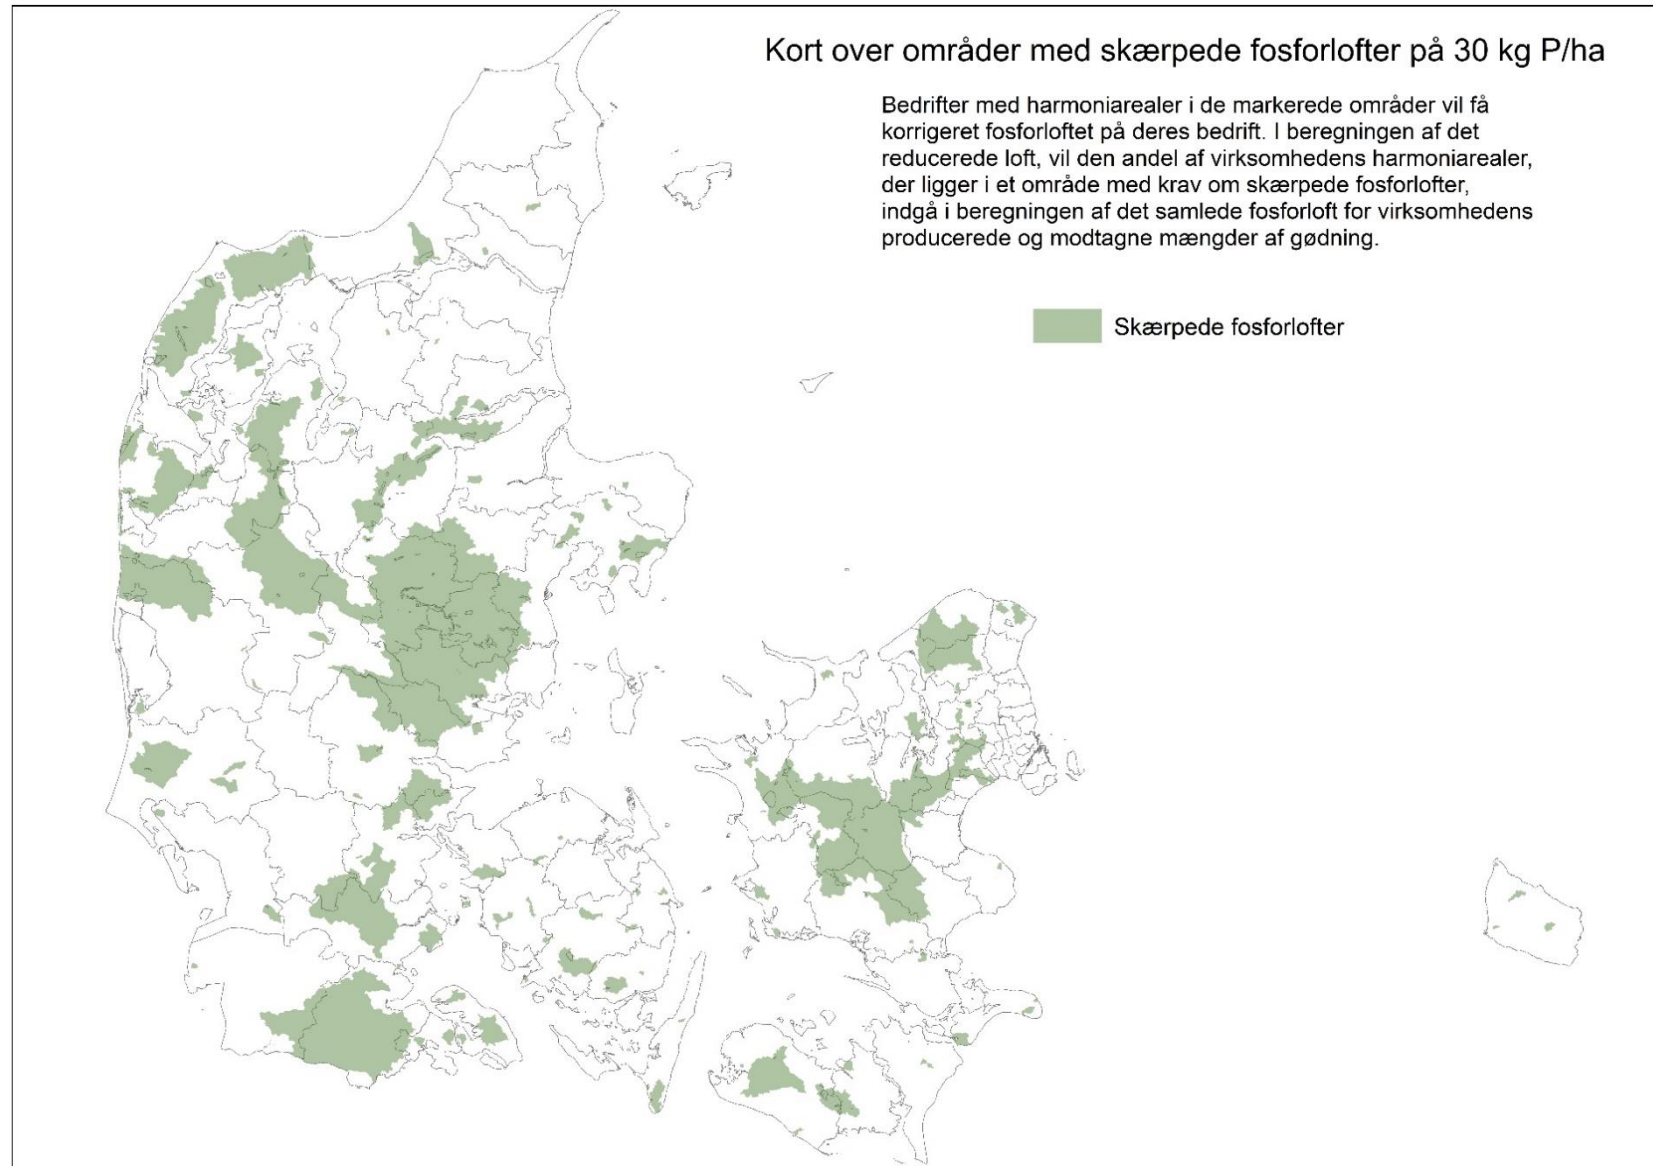 Kort over områder med skærpede fosforlofter på 30 kg P/ha
Bedrifter med harmoniarealer i de markerede områder vil få
korrigeret fosforloftet på deres bedrift. I beregningen af det
reducerede loft, vil den andel af virksomhedens harmoniarealer,
der ligger i et område med krav om skærpede fosforlofter,
indgå i beregningen af det samlede fosforloft for virksomhedens
producerede og modtagne mængder af gødning.
Skærpede fosforlofter